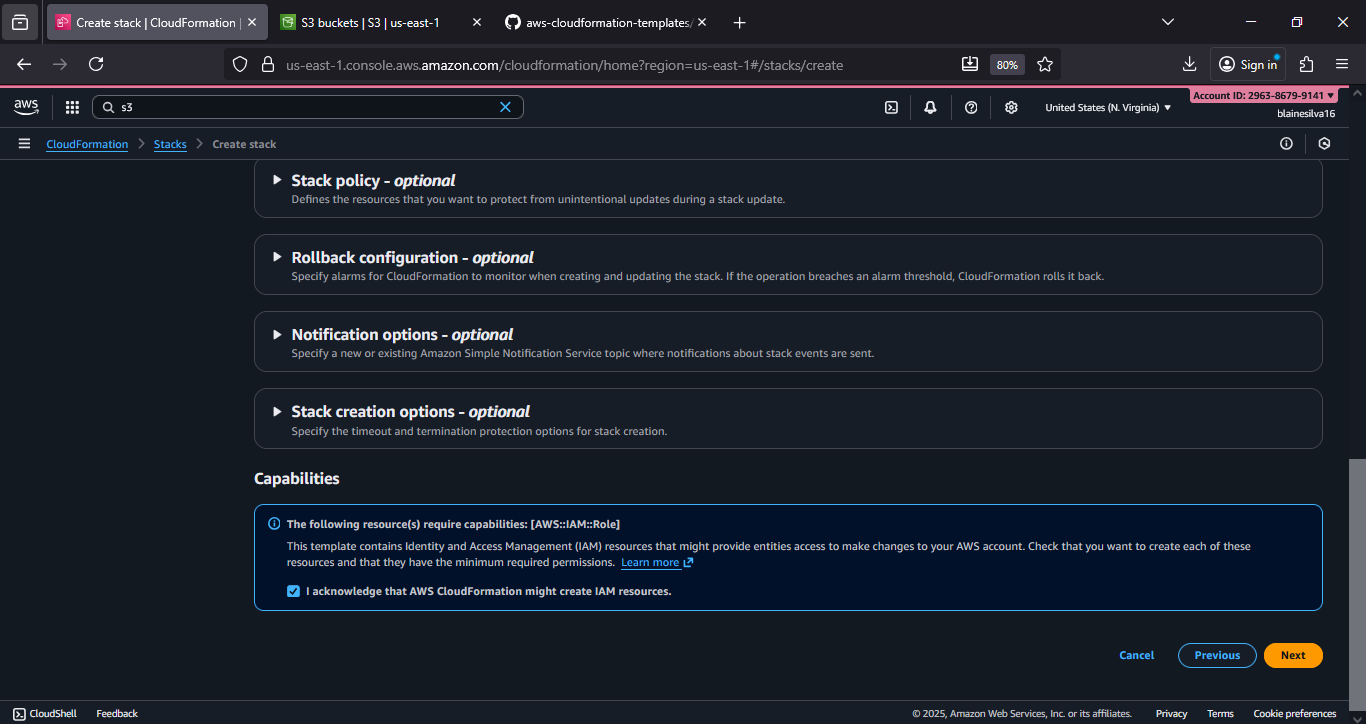 Create stack | CloudFormation |
S3 buckets | S3 | us-east-1
aws-cloudformation-templates/
us-east-1.console.aws.amazon.com/cloudformation/home?region=us-east-1#/stacks/create
80%
Sign in
aws
s3
United States (N. Virginia)
Account ID: 2963-8679-9141
blainesilva16
CloudFormation
Stacks
Create stack
Stack policy - optional
Defines the resources that you want to protect from unintentional updates during a stack update.
Rollback configuration - optional
Specify alarms for CloudFormation to monitor when creating and updating the stack. If the operation breaches an alarm threshold, CloudFormation rolls it back.
Notification options - optional
Specify a new or existing Amazon Simple Notification Service topic where notifications about stack events are sent.
Stack creation options - optional
Specify the timeout and termination protection options for stack creation.
Capabilities
The following resource(s) require capabilities: [AWS::IAM::Role]
This template contains Identity and Access Management (IAM) resources that might provide entities access to make changes to your AWS account. Check that you want to create each of these
resources and that they have the minimum required permissions. Learn more
I acknowledge that AWS CloudFormation might create IAM resources.
Cancel
Previous
Next
CloudShell
Feedback
© 2025, Amazon Web Services, Inc. or its affiliates.
Privacy
Terms
Cookie preferences